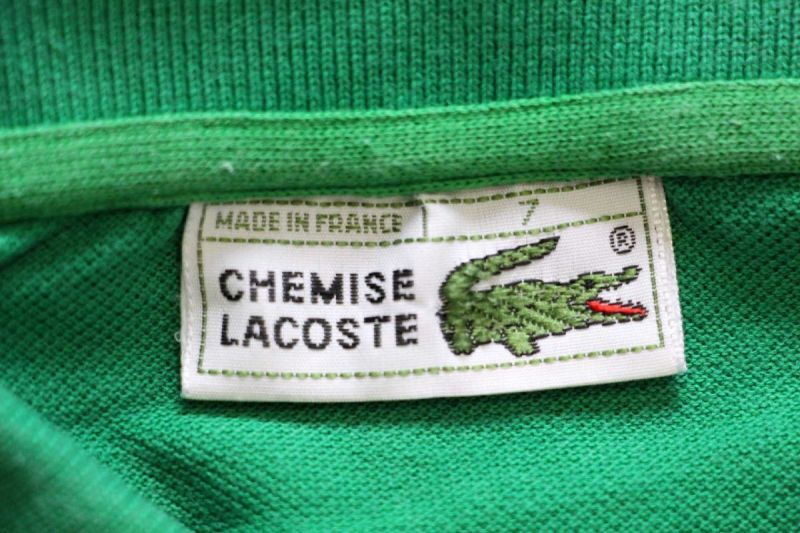 MADE IN FRANCE 7
CHEMISE ®
LACOSTE